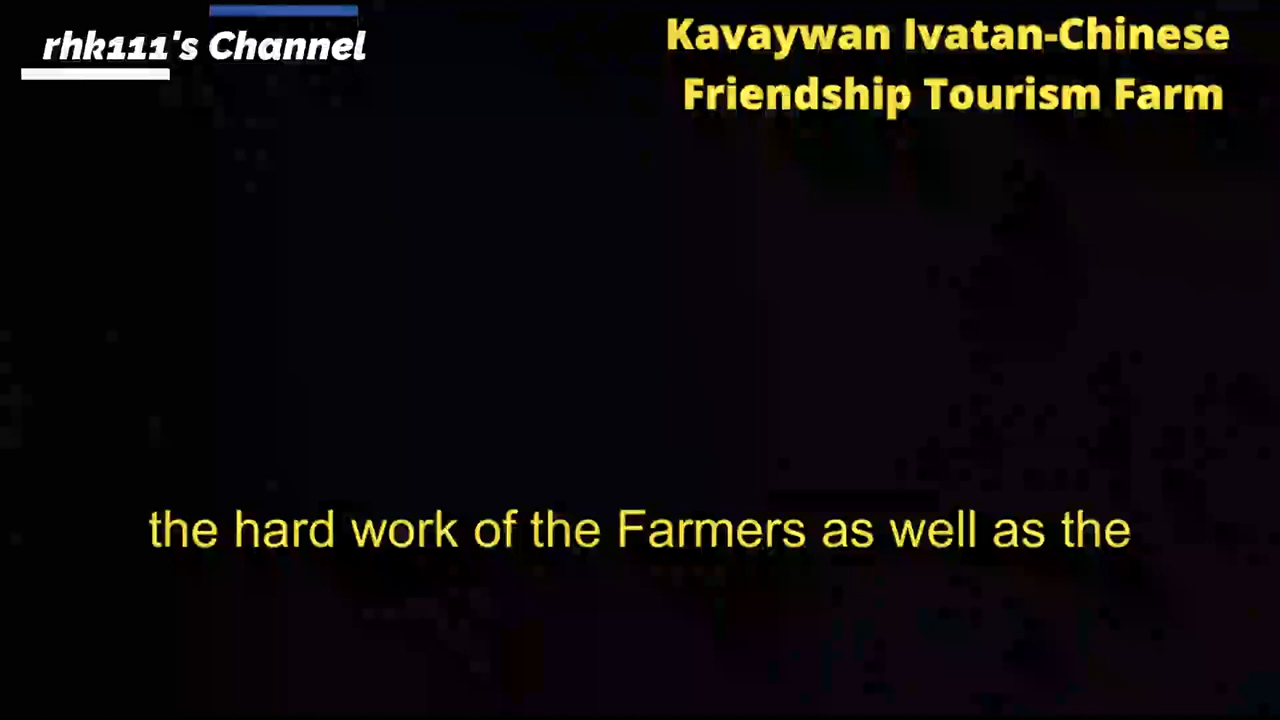 rhk111's Channel
Kavaywan Ivatan-Chinese
Friendship Tourism Farm
the hard work of the Farmers as well as the